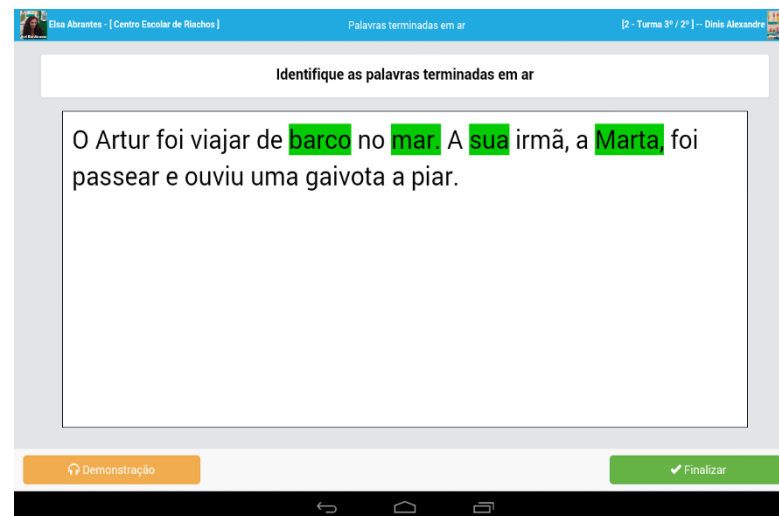 Elsa Abrantes - [ Centro Escolar de Riachos ] Palavras terminadas em ar [2 - Turma 3º / 2º ] -- Dinis Alexandre
Identifique as palavras terminadas em ar
O Artur foi viajar de barco no mar. A sua irmã, a Marta, foi
passear e ouviu uma gaivota a piar.
Demonstração Finalizar